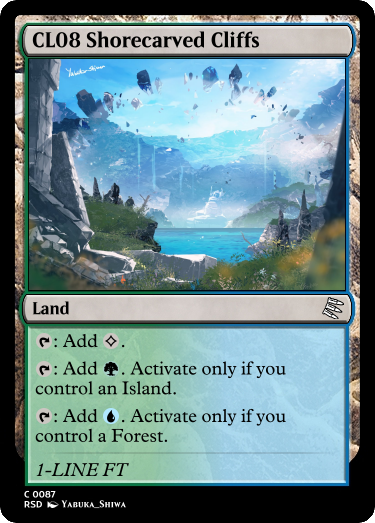 CL08 Shorecarved Cliffs
Yabuka_Shiwa
Land
: Add .
: Add . Activate only if you
control an Island.
: Add . Activate only if you
control a Forest.
1-LINE FT
C 0087
RSD Yabuka_Shiwa